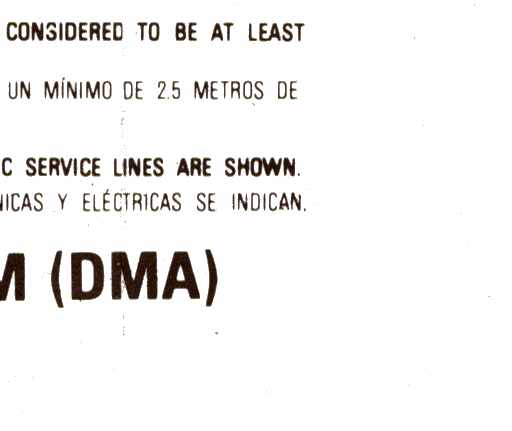 CONSIDERED TO BE AT LEAST
UN MÍNIMO DE 2.5 METROS DE
C SERVICE LINES ARE SHOWN.
NICAS Y ELÉCTRICAS SE INDICAN.
M (DMA)